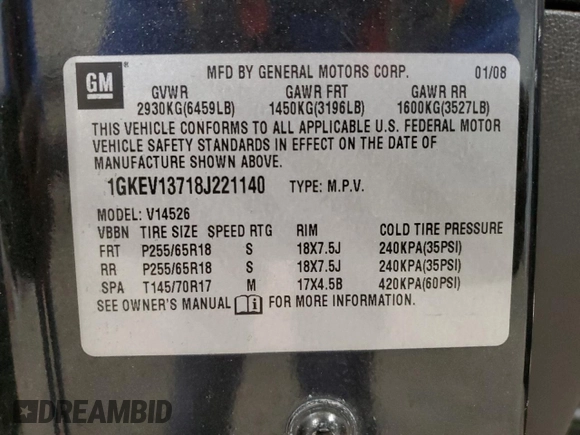 GM
MFD BY GENERAL MOTORS CORP. 01/08
GVWR GAWR FRT GAWR RR
2930KG(6459LB) 1450KG(3196LB) 1600KG(3527LB)
THIS VEHICLE CONFORMS TO ALL APPLICABLE U.S. FEDERAL MOTOR
VEHICLE SAFETY STANDARDS IN EFFECT ON THE DATE OF
MANUFACTURE SHOWN ABOVE.
1GKEV13718J221140 TYPE: M.P.V.
MODEL: V14526
VBBN TIRE SIZE SPEED RTG RIM COLD TIRE PRESSURE
FRT P255/65R18 S 18X7.5J 240KPA(35PSI)
RR P255/65R18 S 18X7.5J 240KPA(35PSI)
SPA T145/70R17 M 17X4.5B 420KPA(60PSI)
SEE OWNER'S MANUAL FOR MORE INFORMATION.
DREAMBID